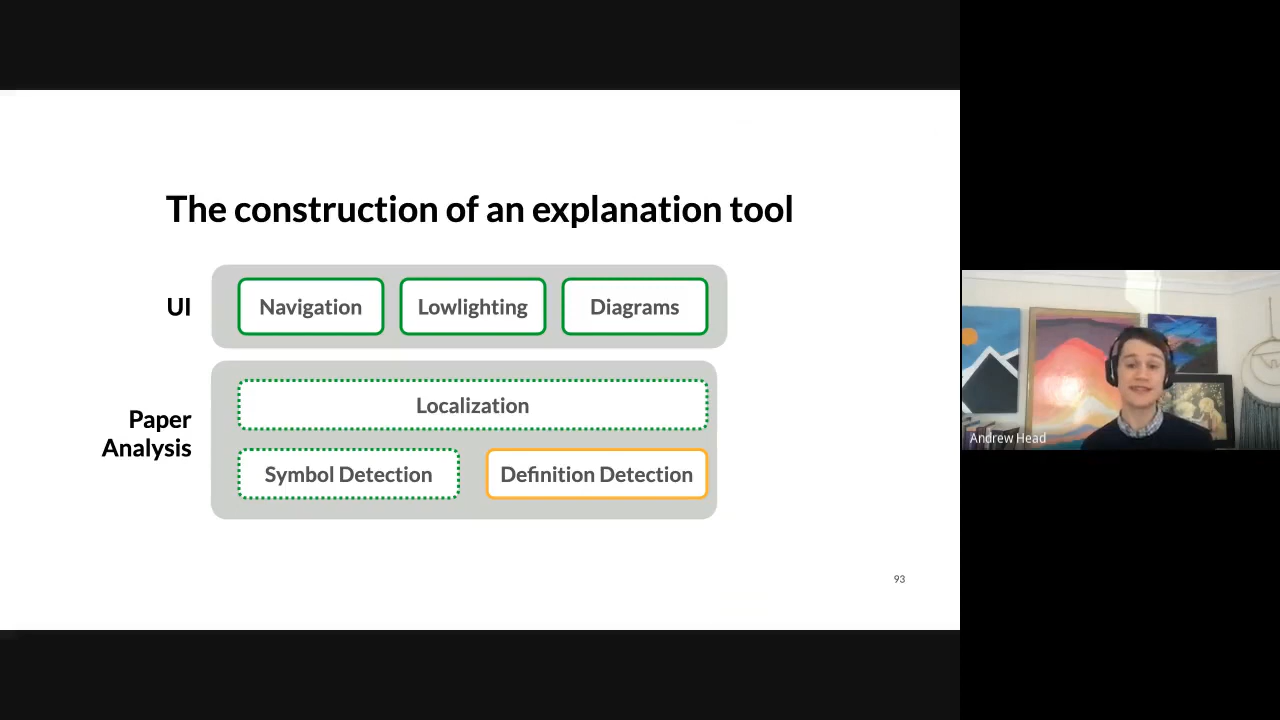 The construction of an explanation tool
UI
Navigation
Lowlighting
Diagrams
Paper
Analysis
Localization
Symbol Detection
Definition Detection
93
Andrew Head